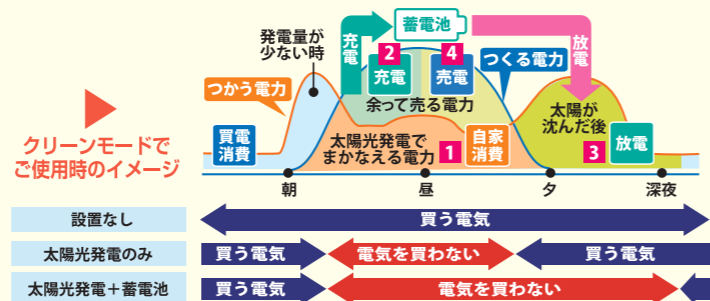 発電量が
少ない時
充電
蓄電池
放電
2
充電
4
売電
つくる電力
つかう電力
余って売る電力
太陽が
沈んだ後
クリーンモードで
ご使用時のイメージ
買電
消費
太陽光発電で
まかなえる電力
1
自家
消費
3
放電
朝
昼
夕
深夜
設置なし
買う電気
太陽光発電のみ
買う電気
電気を買わない
買う電気
太陽光発電+蓄電池
買う電気
電気を買わない